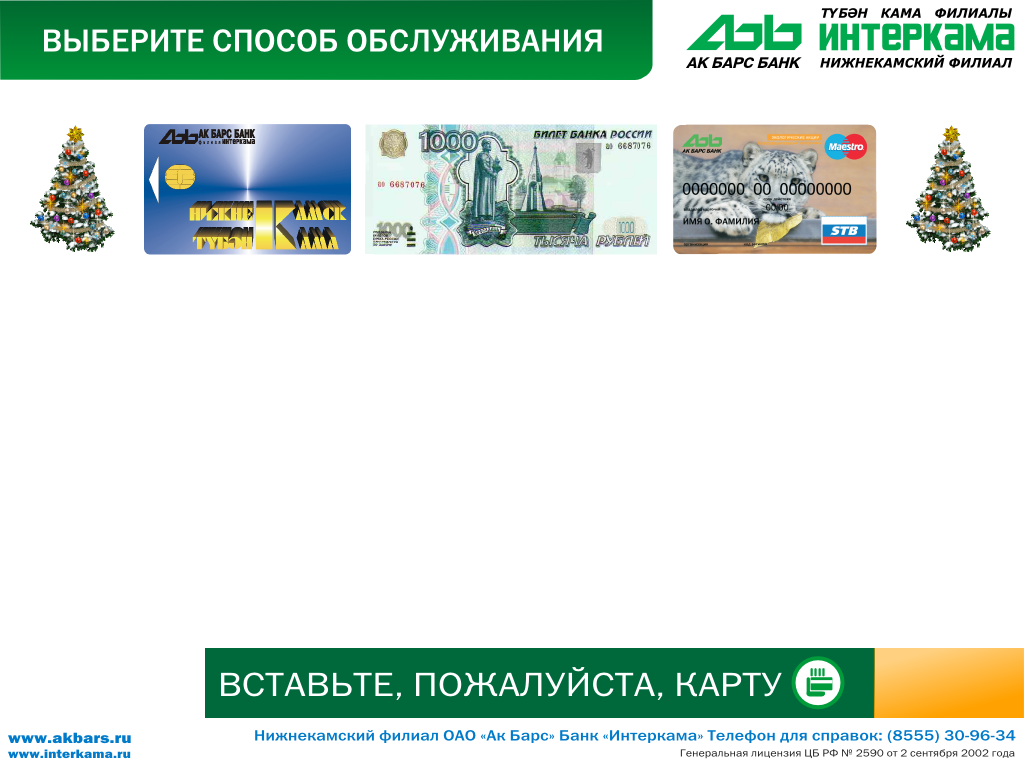 ВЫБЕРИТЕ СПОСОБ ОБСЛУЖИВАНИЯ
ТҮБӘН КАМА ФИЛИАЛЫ
ИНТЕРКАМА
АК БАРС БАНК
НИЖНЕКАМСКИЙ ФИЛИАЛ
АК БАРС БАНК
филиал интеркама
НИЖНЕКАМСК
ТҮБӘН КАМА
1000
БИЛЕТ БАНКА РОССИИ
ВО 6687076
ВО 6687076
1000
1000
ТЫСЯЧА РУБЛЕЙ
АК БАРС БАНК
Maestro
0000000 00 00000000
00/00
ИМЯ О. ФАМИЛИЯ
STB
ВСТАВЬТЕ, ПОЖАЛУЙСТА, КАРТУ
www.akbars.ru
www.interkama.ru
Нижнекамский филиал ОАО «Ак Барс» Банк «Интеркама» Телефон для справок: (8555) 30-96-34
Генеральная лицензия ЦБ РФ № 2590 от 2 сентября 2002 года